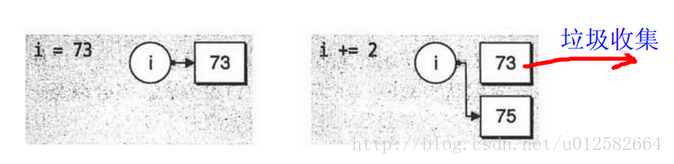 i = 73
i
73
i += 2
i
73
75
垃圾收集
http://blog.csdn.net/u012582664